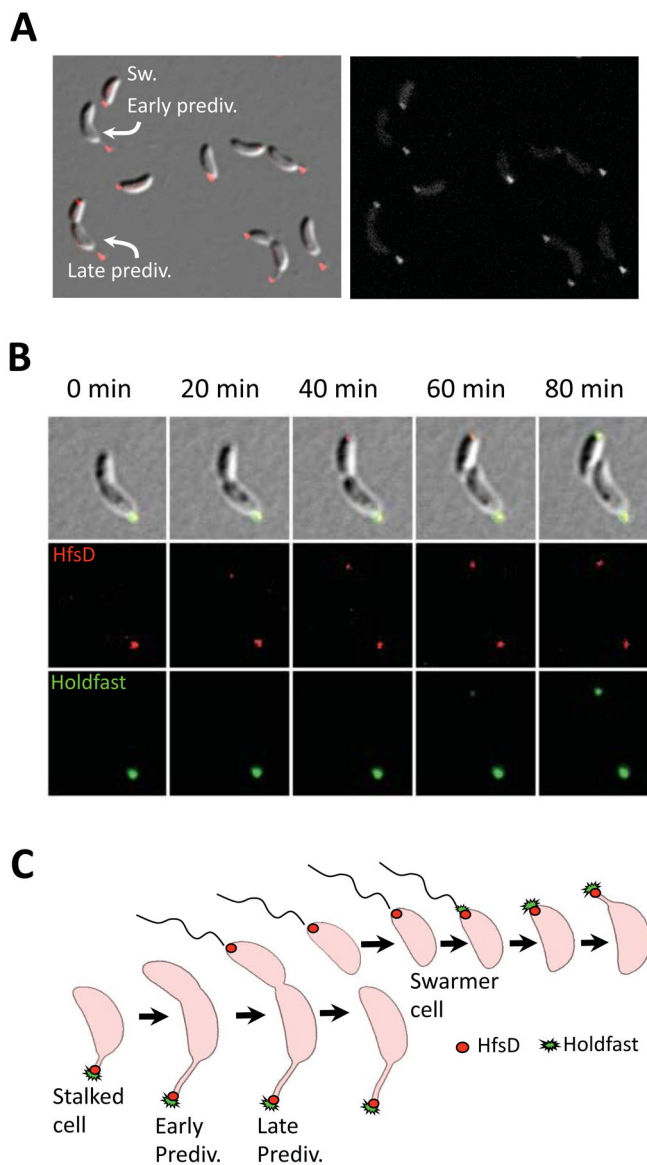 A
Sw.
Early prediv.
Late prediv.
B
0 min 20 min 40 min 60 min 80 min
HfsD
Holdfast
C
Swarmer
cell
HfsD Holdfast
Stalked
cell
Early
Prediv.
Late
Prediv.